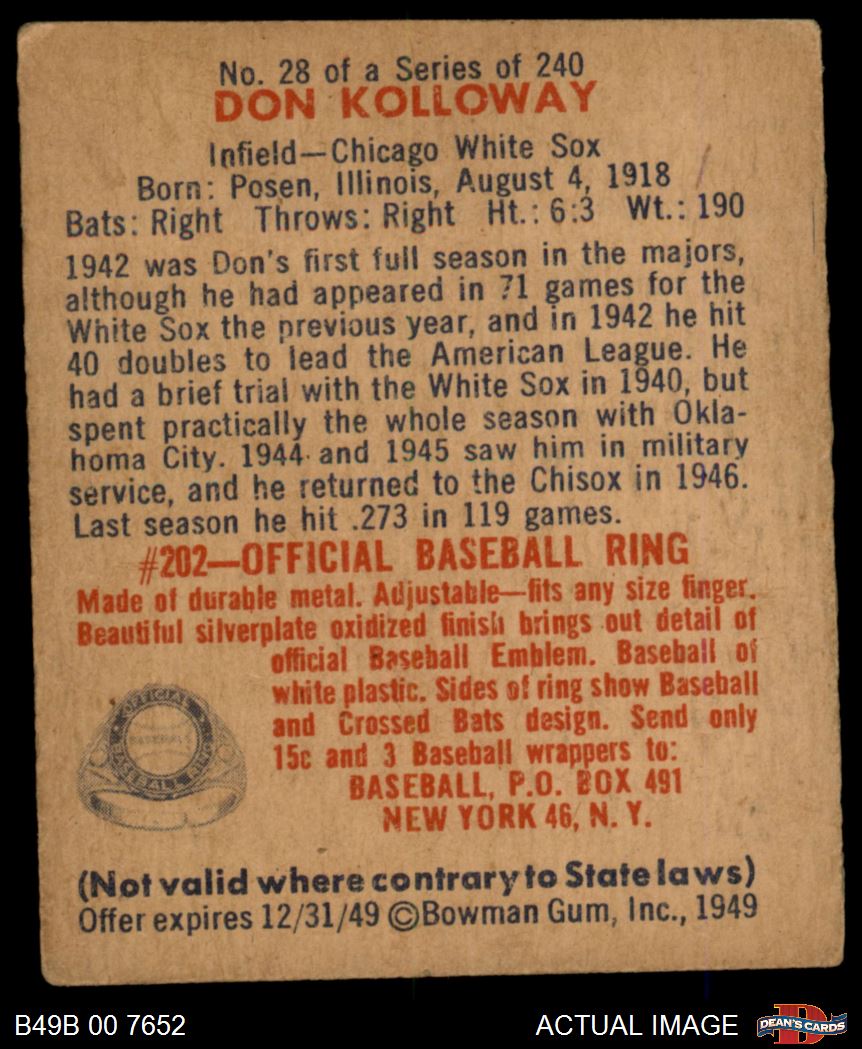 No. 28 of a Series of 240
DON KOLLOWAY
Infield—Chicago White Sox
Born: Posen, Illinois, August 4, 1918
Bats: Right Throws: Right Ht.: 6:3 Wt.: 190
1942 was Don's first full season in the majors,
although he had appeared in 71 games for the
White Sox the previous year, and in 1942 he hit
40 doubles to lead the American League. He
had a brief trial with the White Sox in 1940, but
spent practically the whole season with Okla-
homa City. 1944 and 1945 saw him in military
service, and he returned to the Chisox in 1946.
Last season he hit .273 in 119 games.
#202—OFFICIAL BASEBALL RING
Made of durable metal. Adjustable—fits any size finger.
Beautiful silverplate oxidized finish brings out detail of
official Baseball Emblem. Baseball of
white plastic. Sides of ring show Baseball
and Crossed Bats design. Send only
15c and 3 Baseball wrappers to:
BASEBALL, P.O. BOX 491
NEW YORK 46, N. Y.
OFFICIAL
BASEBALL
BASEBALL RING
(Not valid where contrary to State laws)
Offer expires 12/31/49 ©Bowman Gum, Inc., 1949
B49B 00 7652
ACTUAL IMAGE
D
DEAN'S CARDS